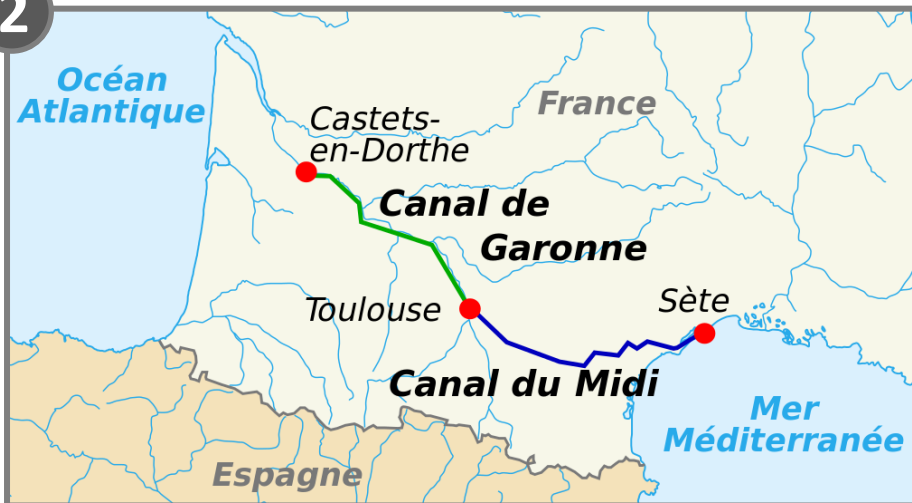 2
Océan
Atlantique
France
Castets-
en-Dorthe
Canal de
Garonne
Toulouse
Sète
Canal du Midi
Mer
Méditerranée
Espagne